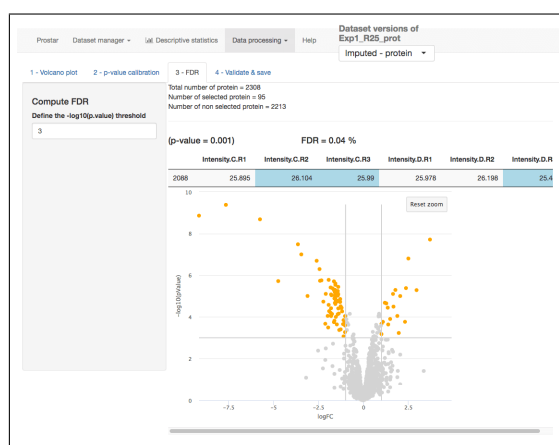 Dataset versions of
Prostar Dataset manager Descriptive statistics Data processing Help Exp1_R25_prot
Imputed - protein
1 - Volcano plot 2 - p-value calibration 3 - FDR 4 - Validate & save
Compute FDR
Define the -log10(p.value) threshold
3
Total number of protein = 2308
Number of selected protein = 95
Number of non selected protein = 2213
(p-value = 0.001) FDR = 0.04 %
Intensity.C.R1 Intensity.C.R2 Intensity.C.R3 Intensity.D.R1 Intensity.D.R2 Intensity.D.R
2088 25.895 26.104 25.99 25.978 26.198 25.4
Reset zoom
-log10(pValue)
10
8
6
4
2
0
-7.5 -5 -2.5 0 2.5
logFC